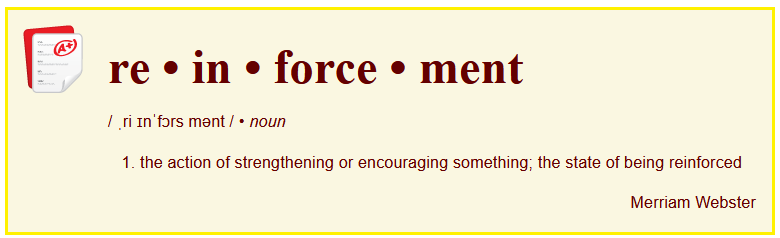 A+
re • in • force • ment
/ ˌri ɪnˈfɔrs mənt / • noun
1. the action of strengthening or encouraging something; the state of being reinforced
Merriam Webster